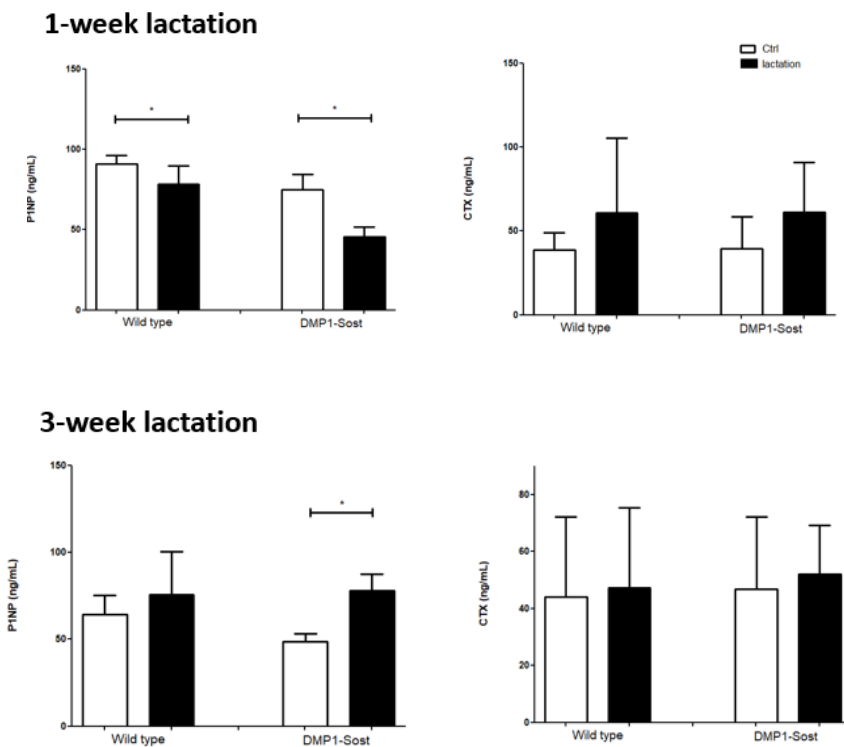 1-week lactation
Ctrl
lactation
150
100
50
0
P1NP (ng/mL)
*
*
Wild type
DMP1-Sost
150
100
50
0
CTX (ng/mL)
Wild type
DMP1-Sost
3-week lactation
150
100
50
0
P1NP (ng/mL)
*
Wild type
DMP1-Sost
80
60
40
20
0
CTX (ng/mL)
Wild type
DMP1-Sost